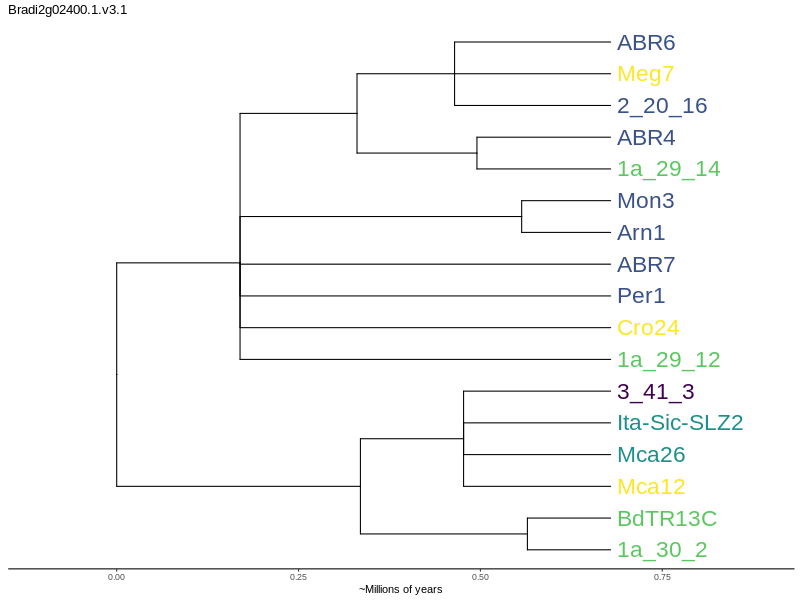 Bradi2g02400.1.v3.1
ABR6
Meg7
2_20_16
ABR4
1a_29_14
Mon3
Arn1
ABR7
Per1
Cro24
1a_29_12
3_41_3
Ita-Sic-SLZ2
Mca26
Mca12
BdTR13C
1a_30_2
0.00 0.25 0.50 0.75
~Millions of years